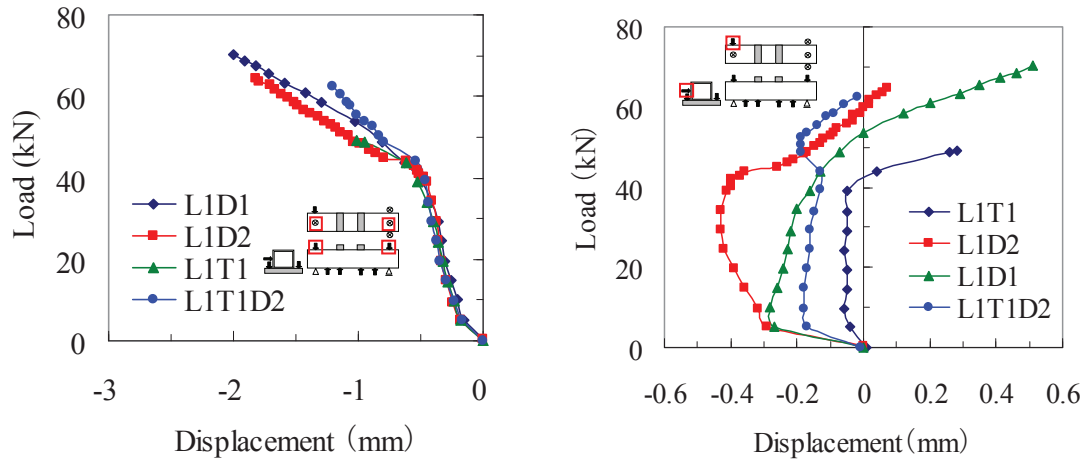 80
60
40
20
0
Load (kN)
L1D1
L1D2
L1T1
L1T1D2
-3
-2
-1
0
Displacement (mm)
80
60
40
20
0
Load (kN)
L1T1
L1D2
L1D1
L1T1D2
-0.6
-0.4
-0.2
0
0.2
0.4
0.6
Displacement (mm)